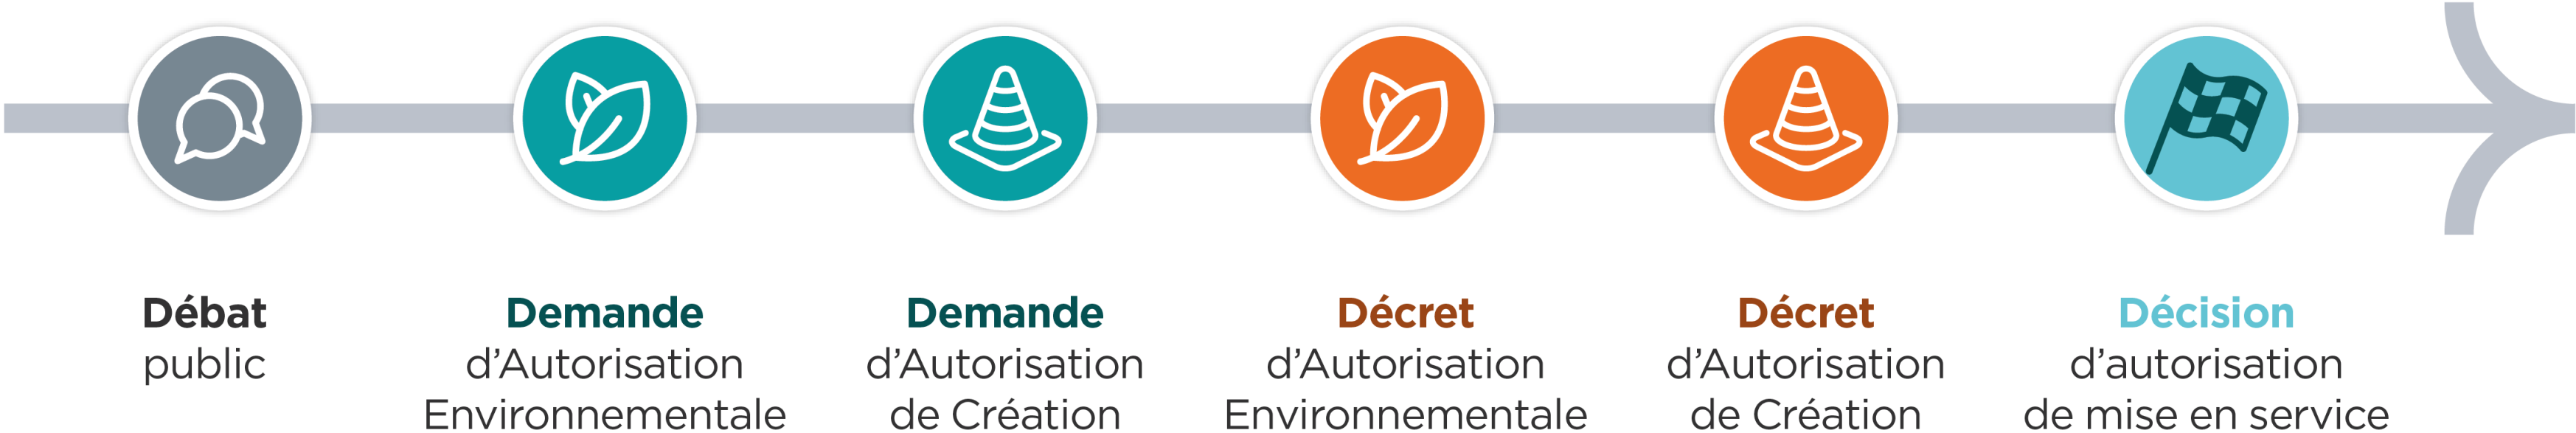 Débat
public
Demande
d’Autorisation
Environnementale
Demande
d’Autorisation
de Création
Décret
d’Autorisation
Environnementale
Décret
d’Autorisation
de Création
Décision
d’autorisation
de mise en service